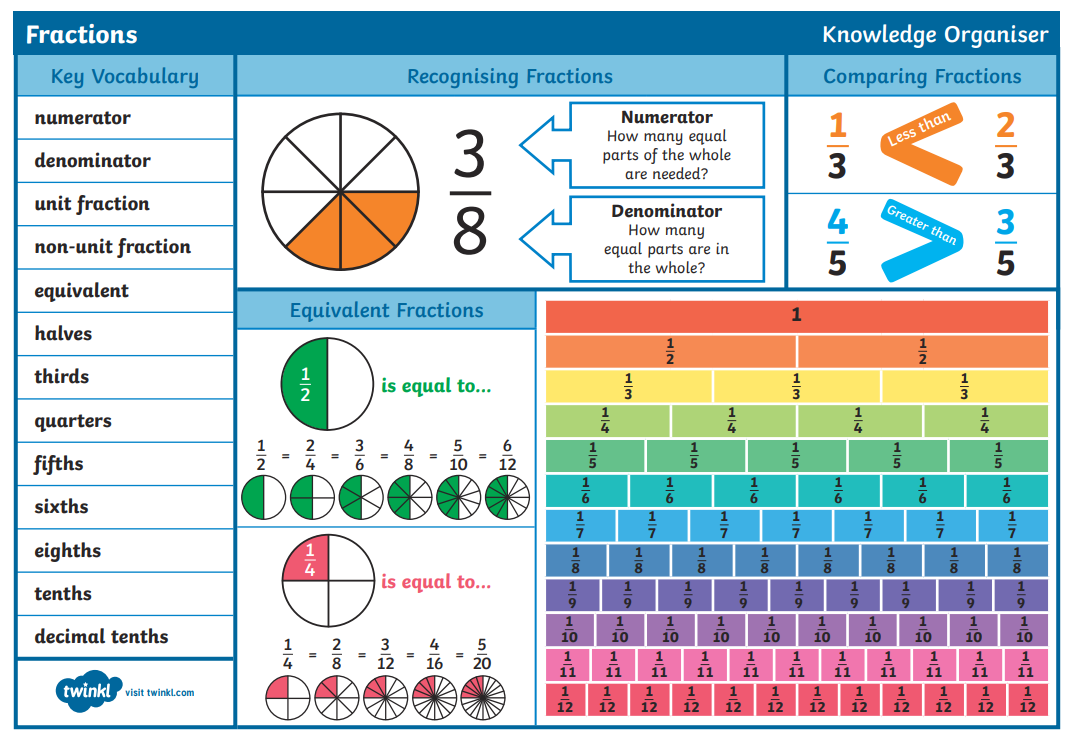 Fractions
Knowledge Organiser
Key Vocabulary
numerator
denominator
unit fraction
non-unit fraction
equivalent
halves
thirds
quarters
fifths
sixths
eighths
tenths
decimal tenths
twinkl visit twinkl.com
Recognising Fractions
3/8
Numerator
How many equal
parts of the whole
are needed?
Denominator
How many
equal parts are in
the whole?
Comparing Fractions
1/3 Less than 2/3
4/5 Greater than 3/5
Equivalent Fractions
1/2 is equal to...
1/2 = 2/4 = 3/6 = 4/8 = 5/10 = 6/12
1/4 is equal to...
1/4 = 2/8 = 3/12 = 4/16 = 5/20
1
1/2 1/2
1/3 1/3 1/3
1/4 1/4 1/4 1/4
1/5 1/5 1/5 1/5 1/5
1/6 1/6 1/6 1/6 1/6 1/6
1/7 1/7 1/7 1/7 1/7 1/7 1/7
1/8 1/8 1/8 1/8 1/8 1/8 1/8 1/8
1/9 1/9 1/9 1/9 1/9 1/9 1/9 1/9 1/9
1/10 1/10 1/10 1/10 1/10 1/10 1/10 1/10 1/10 1/10
1/11 1/11 1/11 1/11 1/11 1/11 1/11 1/11 1/11 1/11 1/11
1/12 1/12 1/12 1/12 1/12 1/12 1/12 1/12 1/12 1/12 1/12 1/12